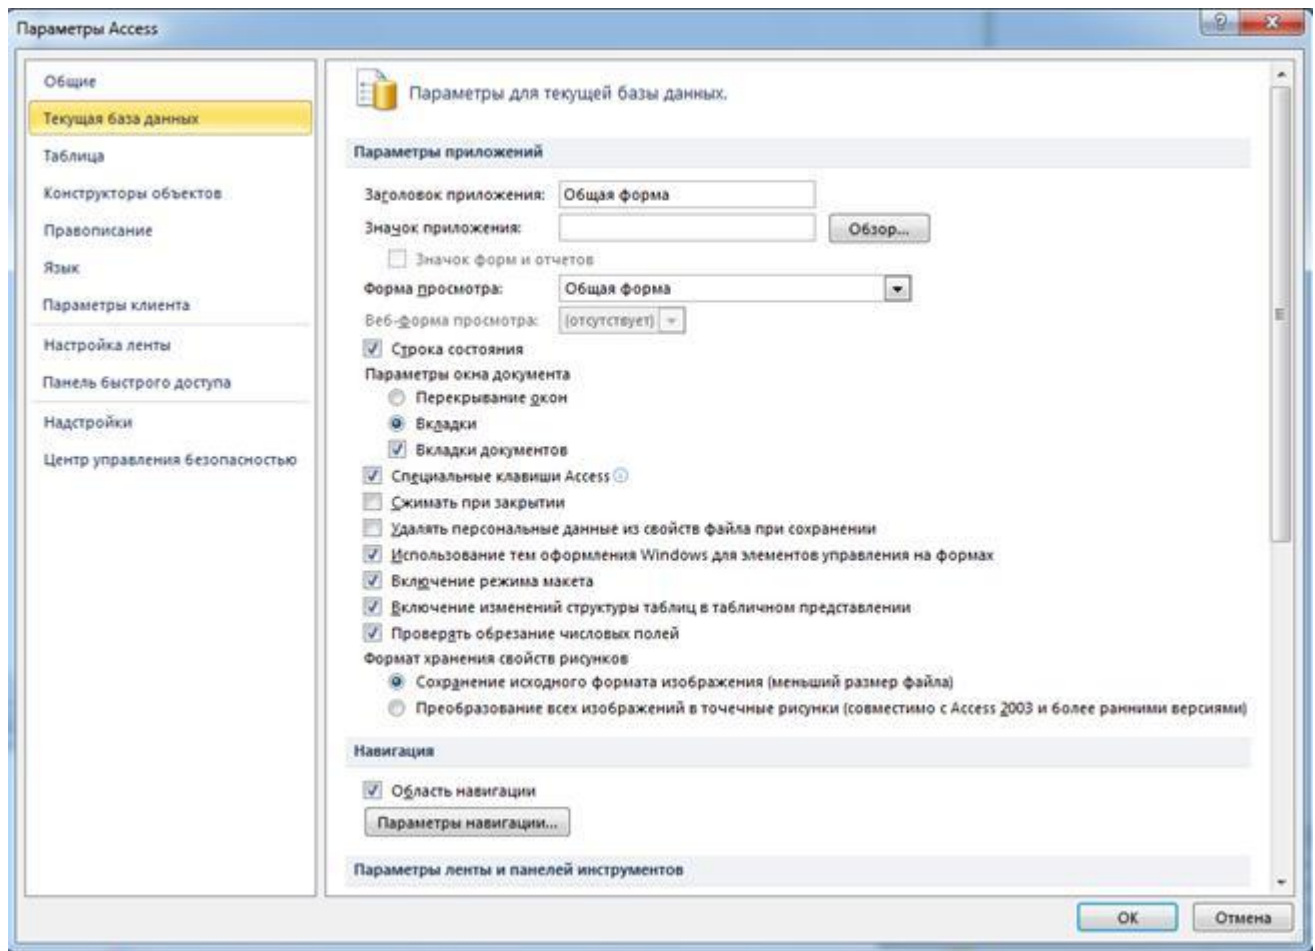 Параметры Access
Общие
Текущая база данных
Таблица
Конструкторы объектов
Правописание
Язык
Параметры клиента
Настройка ленты
Панель быстрого доступа
Надстройки
Центр управления безопасностью
Параметры для текущей базы данных.
Параметры приложений
Заголовок приложения: Общая форма
Значок приложения: Обзор...
Значок форм и отчетов
Форма просмотра: Общая форма
Веб-форма просмотра: (отсутствует)
Строка состояния
Параметры окна документа
Перекрывание окон
Вкладки
Вкладки документов
Специальные клавиши Access
Сжимать при закрытии
Удалять персональные данные из свойств файла при сохранении
Использование тем оформления Windows для элементов управления на формах
Включение режима макета
Включение изменений структуры таблиц в табличном представлении
Проверять обрезание числовых полей
Формат хранения свойств рисунков
Сохранение исходного формата изображения (меньший размер файла)
Преобразование всех изображений в точечные рисунки (совместимо с Access 2003 и более ранними версиями)
Навигация
Область навигации
Параметры навигации...
Параметры ленты и панелей инструментов
ОК Отмена